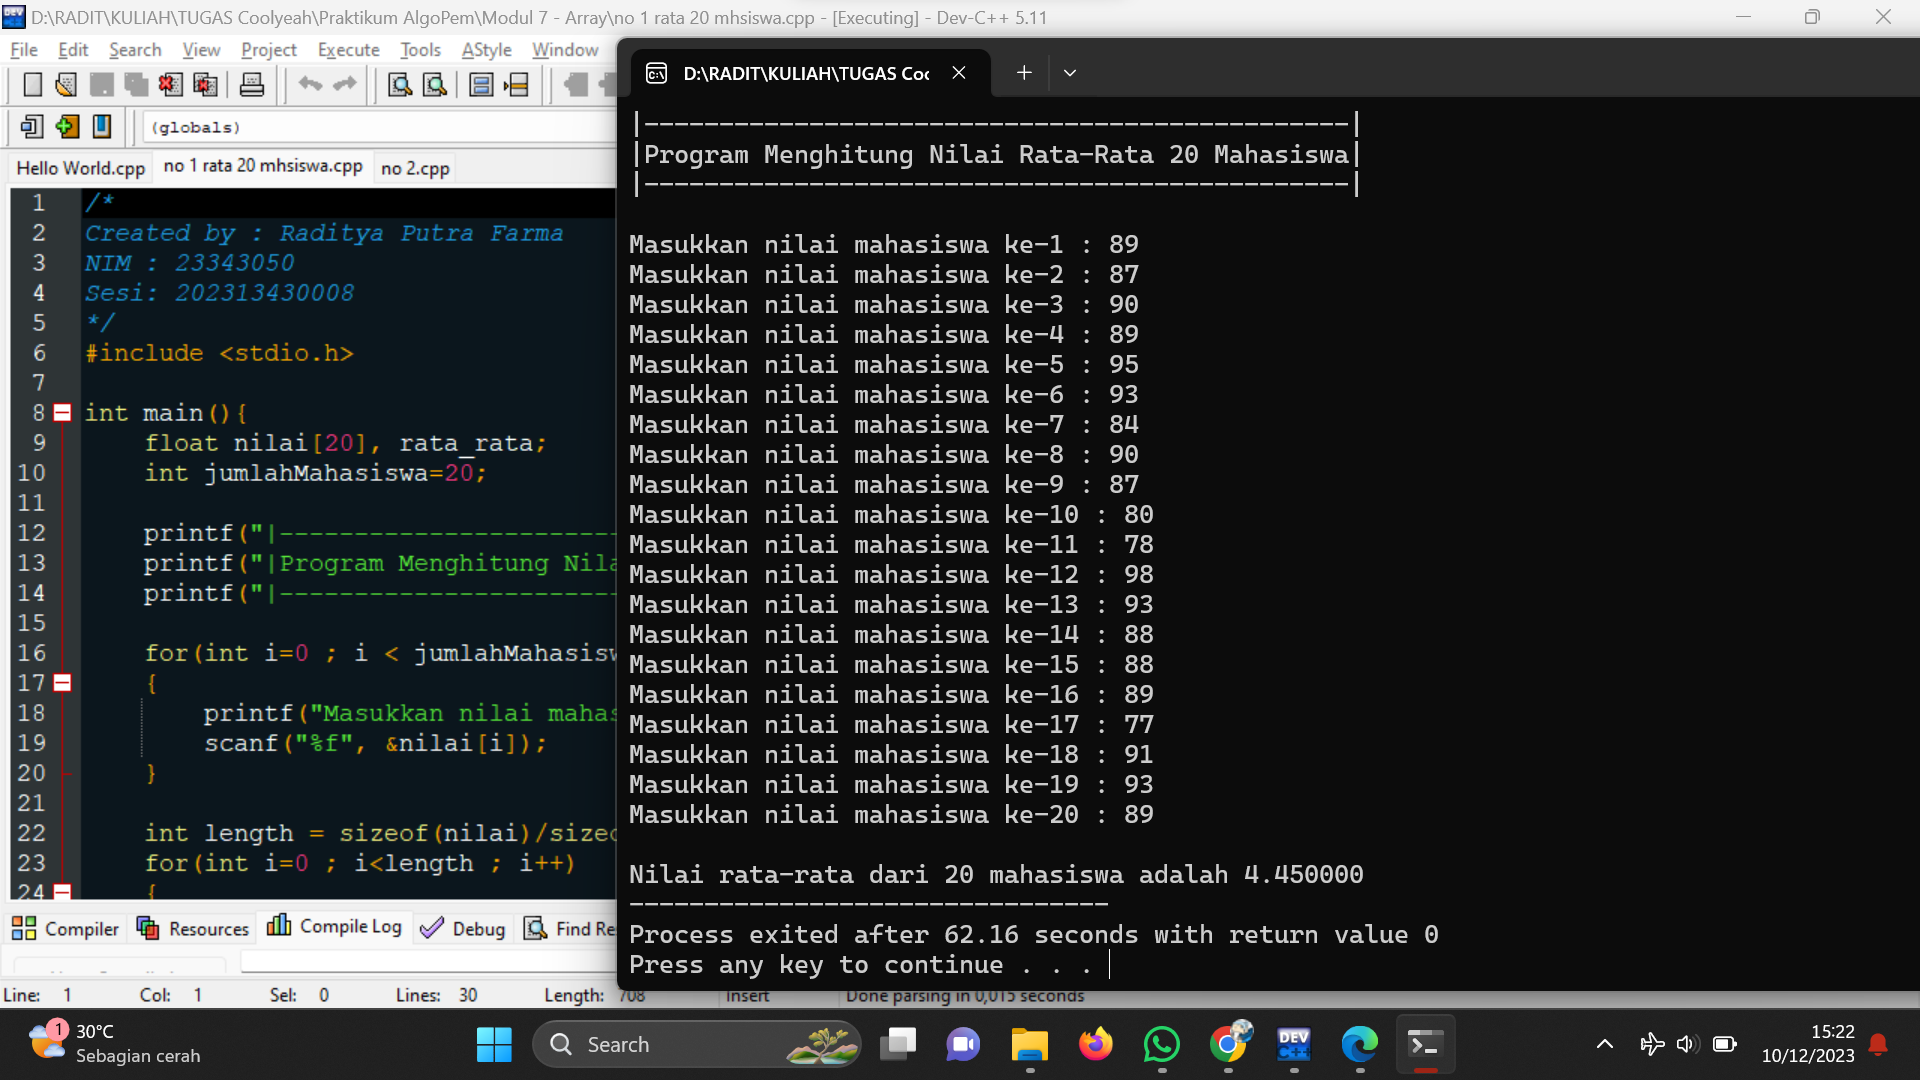 D:\RADIT\KULIAH\TUGAS Coolyeah\Praktikum AlgoPem\Modul 7 - Array\no 1 rata 20 mhsiswa.cpp - [Executing] - Dev-C++ 5.11
File Edit Search View Project Execute Tools AStyle Window
(globals)
Hello World.cpp no 1 rata 20 mhsiswa.cpp no 2.cpp
1 /*
2 Created by : Raditya Putra Farma
3 NIM : 23343050
4 Sesi: 202313430008
5 */
6 #include <stdio.h>
7
8 int main(){
9 float nilai[20], rata_rata;
10 int jumlahMahasiswa=20;
11
12 printf("|-----------------------
13 printf("|Program Menghitung Nila
14 printf("|-----------------------
15
16 for(int i=0 ; i < jumlahMahasisw
17 {
18 printf("Masukkan nilai mahas
19 scanf("%f", &nilai[i]);
20 }
21
22 int length = sizeof(nilai)/sizeo
23 for(int i=0 ; i<length ; i++)
24 {
Compiler Resources Compile Log Debug Find Re
Line: 1 Col: 1 Sel: 0 Lines: 30 Length: 708 Insert Done parsing in 0,015 seconds
D:\RADIT\KULIAH\TUGAS Coo
|-----------------------------------------------|
|Program Menghitung Nilai Rata-Rata 20 Mahasiswa|
|-----------------------------------------------|
Masukkan nilai mahasiswa ke-1 : 89
Masukkan nilai mahasiswa ke-2 : 87
Masukkan nilai mahasiswa ke-3 : 90
Masukkan nilai mahasiswa ke-4 : 89
Masukkan nilai mahasiswa ke-5 : 95
Masukkan nilai mahasiswa ke-6 : 93
Masukkan nilai mahasiswa ke-7 : 84
Masukkan nilai mahasiswa ke-8 : 90
Masukkan nilai mahasiswa ke-9 : 87
Masukkan nilai mahasiswa ke-10 : 80
Masukkan nilai mahasiswa ke-11 : 78
Masukkan nilai mahasiswa ke-12 : 98
Masukkan nilai mahasiswa ke-13 : 93
Masukkan nilai mahasiswa ke-14 : 88
Masukkan nilai mahasiswa ke-15 : 88
Masukkan nilai mahasiswa ke-16 : 89
Masukkan nilai mahasiswa ke-17 : 77
Masukkan nilai mahasiswa ke-18 : 91
Masukkan nilai mahasiswa ke-19 : 93
Masukkan nilai mahasiswa ke-20 : 89
Nilai rata-rata dari 20 mahasiswa adalah 4.450000
--------------------------------
Process exited after 62.16 seconds with return value 0
Press any key to continue . . .
1
30°C
Sebagian cerah
Search
DEV
C++
15:22
10/12/2023